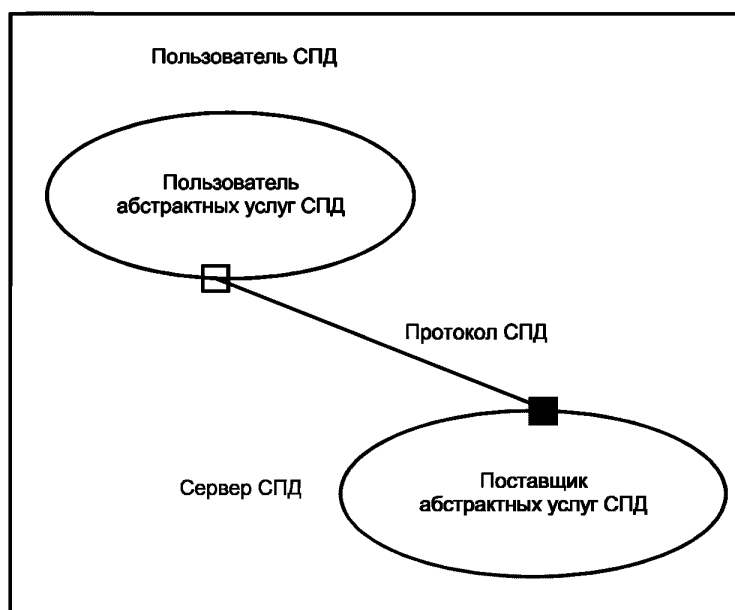 Пользователь СПД
Пользователь
абстрактных услуг СПД
Протокол СПД
Сервер СПД
Поставщик
абстрактных услуг СПД